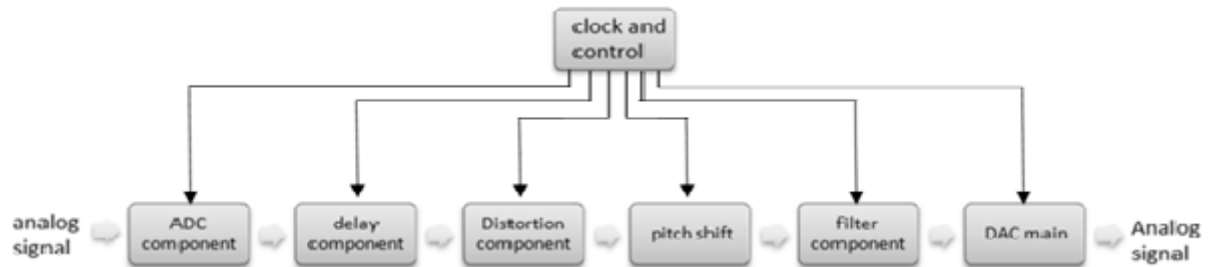 clock and
control
analog
signal
ADC
component
delay
component
Distortion
component
pitch shift
filter
component
DAC main
Analog
signal